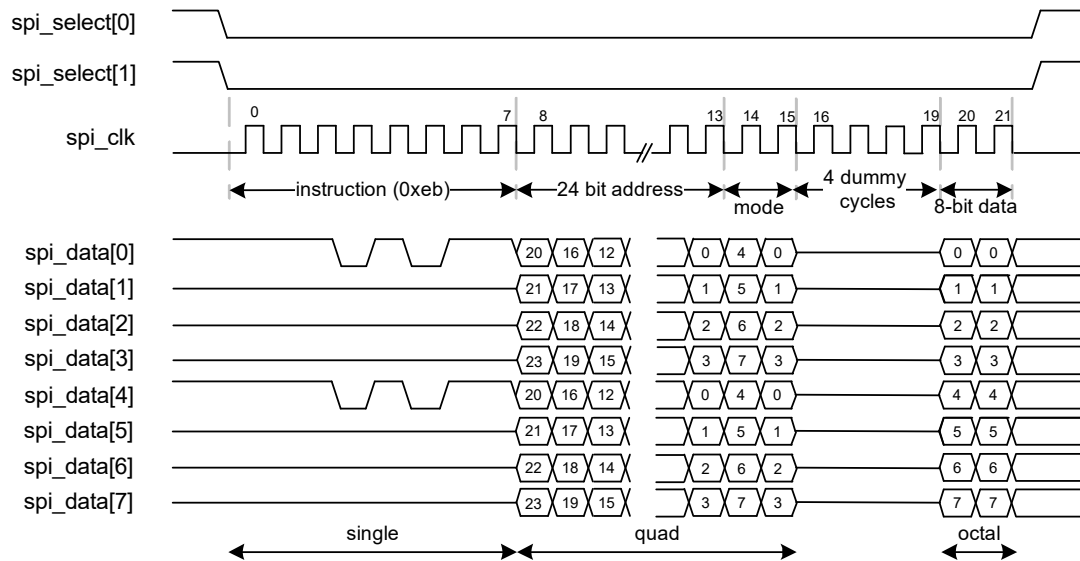 spi_select[0]
spi_select[1]
0 7 8 13 14 15 16 19 20 21
spi_clk
instruction (0xeb) 24 bit address mode 4 dummy cycles 8-bit data
spi_data[0] 20 16 12 0 4 0 0 0
spi_data[1] 21 17 13 1 5 1 1 1
spi_data[2] 22 18 14 2 6 2 2 2
spi_data[3] 23 19 15 3 7 3 3 3
spi_data[4] 20 16 12 0 4 0 4 4
spi_data[5] 21 17 13 1 5 1 5 5
spi_data[6] 22 18 14 2 6 2 6 6
spi_data[7] 23 19 15 3 7 3 7 7
single quad octal